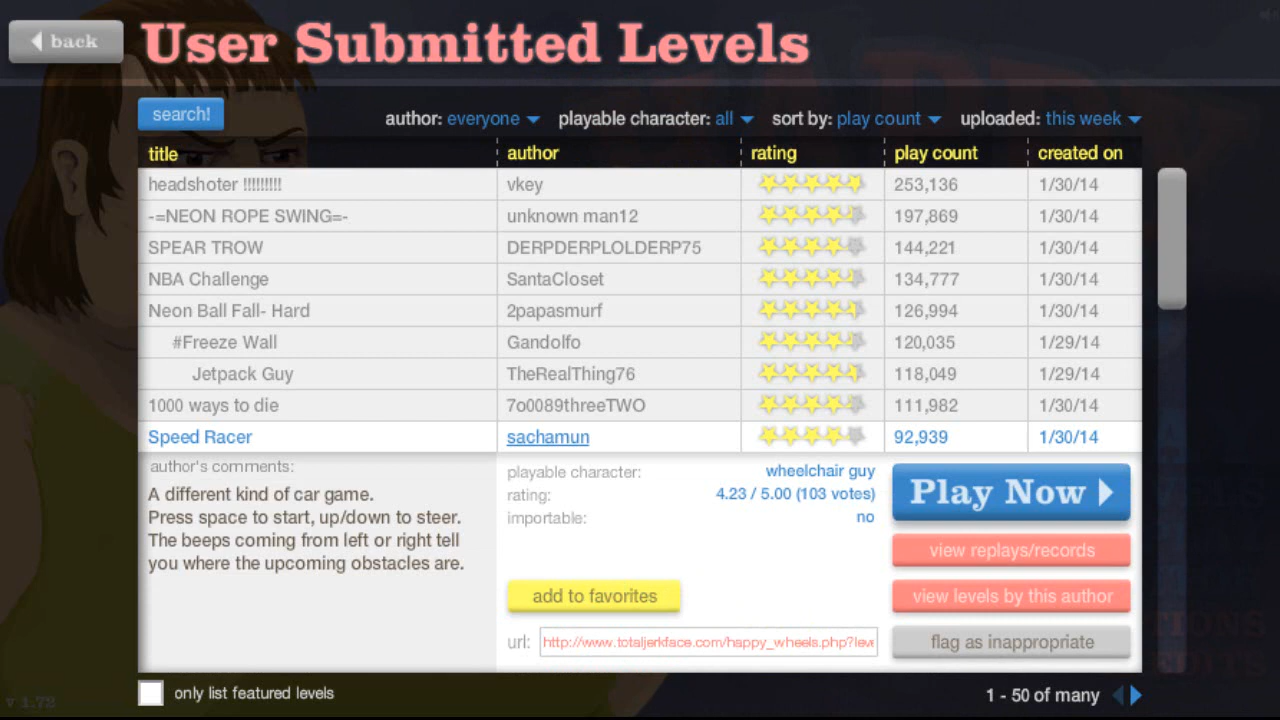 back
User Submitted Levels
search!
author: everyone playable character: all sort by: play count uploaded: this week
title author rating play count created on
headshoter !!!!!!!!! vkey 253,136 1/30/14
-=NEON ROPE SWING=- unknown man12 197,869 1/30/14
SPEAR TROW DERPDERPLOLDERP75 144,221 1/30/14
NBA Challenge SantaCloset 134,777 1/30/14
Neon Ball Fall- Hard 2papasmurf 126,994 1/30/14
#Freeze Wall Gandolfo 120,035 1/29/14
Jetpack Guy TheRealThing76 118,049 1/29/14
1000 ways to die 7o0089threeTWO 111,982 1/30/14
Speed Racer sachamun 92,939 1/30/14
author's comments:
A different kind of car game.
Press space to start, up/down to steer.
The beeps coming from left or right tell
you where the upcoming obstacles are.
playable character: wheelchair guy
rating: 4.23 / 5.00 (103 votes)
importable: no
add to favorites
url: http://www.totaljerkface.com/happy_wheels.php?leve
Play Now
view replays/records
view levels by this author
flag as inappropriate
only list featured levels
1 - 50 of many
v 1.72